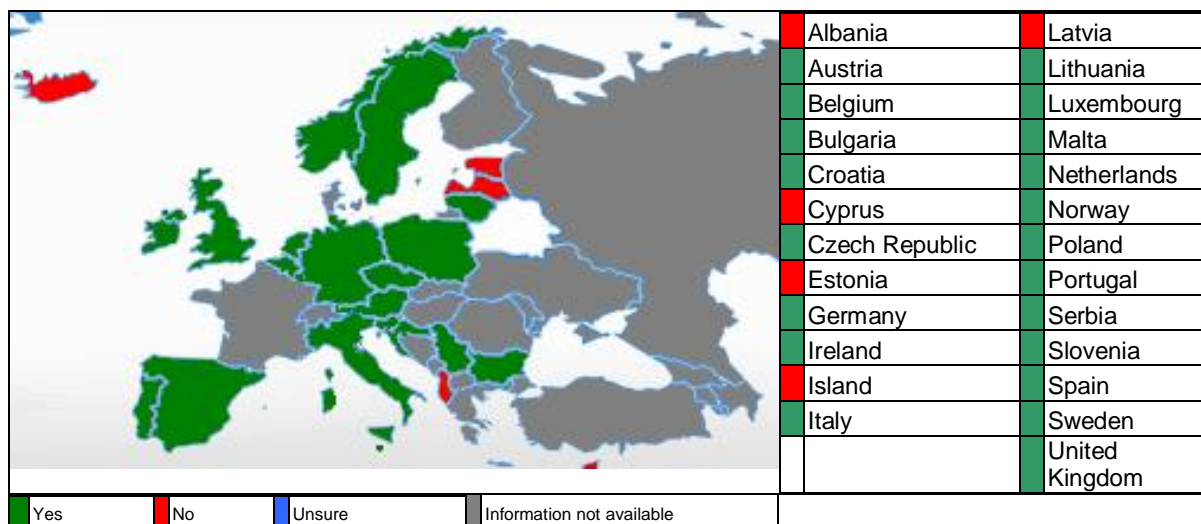 Albania
Latvia
Austria
Lithuania
Belgium
Luxembourg
Bulgaria
Malta
Croatia
Netherlands
Cyprus
Norway
Czech Republic
Poland
Estonia
Portugal
Germany
Serbia
Ireland
Slovenia
Island
Spain
Italy
Sweden
United
Kingdom
Yes
No
Unsure
Information not available